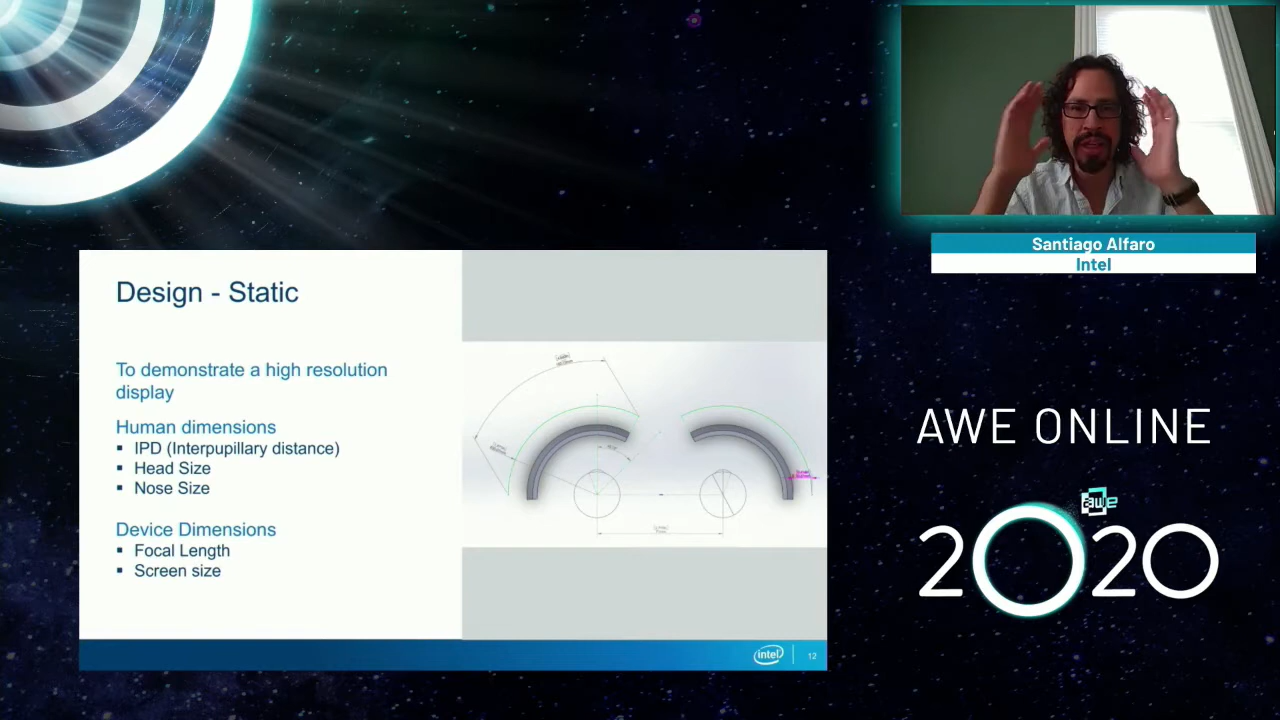 Santiago Alfaro
Intel
Design - Static
To demonstrate a high resolution
display
Human dimensions
▪ IPD (Interpupillary distance)
▪ Head Size
▪ Nose Size
Device Dimensions
▪ Focal Length
▪ Screen size
intel
12
AWE ONLINE
awe
2020